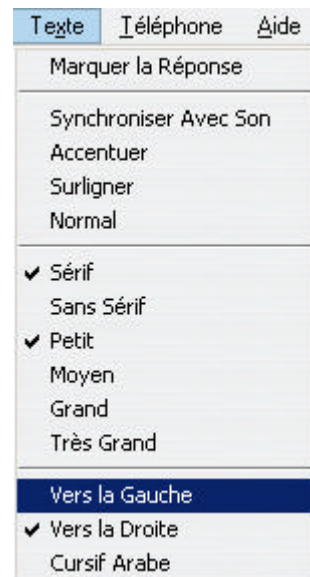 Texte Téléphone Aide
Marquer la Réponse
Synchroniser Avec Son
Accentuer
Surligner
Normal
Sérif
Sans Sérif
Petit
Moyen
Grand
Très Grand
Vers la Gauche
Vers la Droite
Cursif Arabe